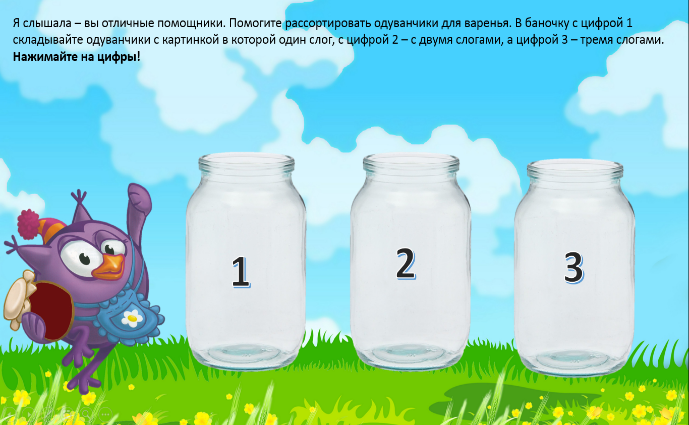 Я слышала – вы отличные помощники. Помогите рассортировать одуванчики для варенья. В баночку с цифрой 1
складывайте одуванчики с картинкой в которой один слог, с цифрой 2 – с двумя слогами, а цифрой 3 – тремя слогами.
Нажимайте на цифры!
1 2 3